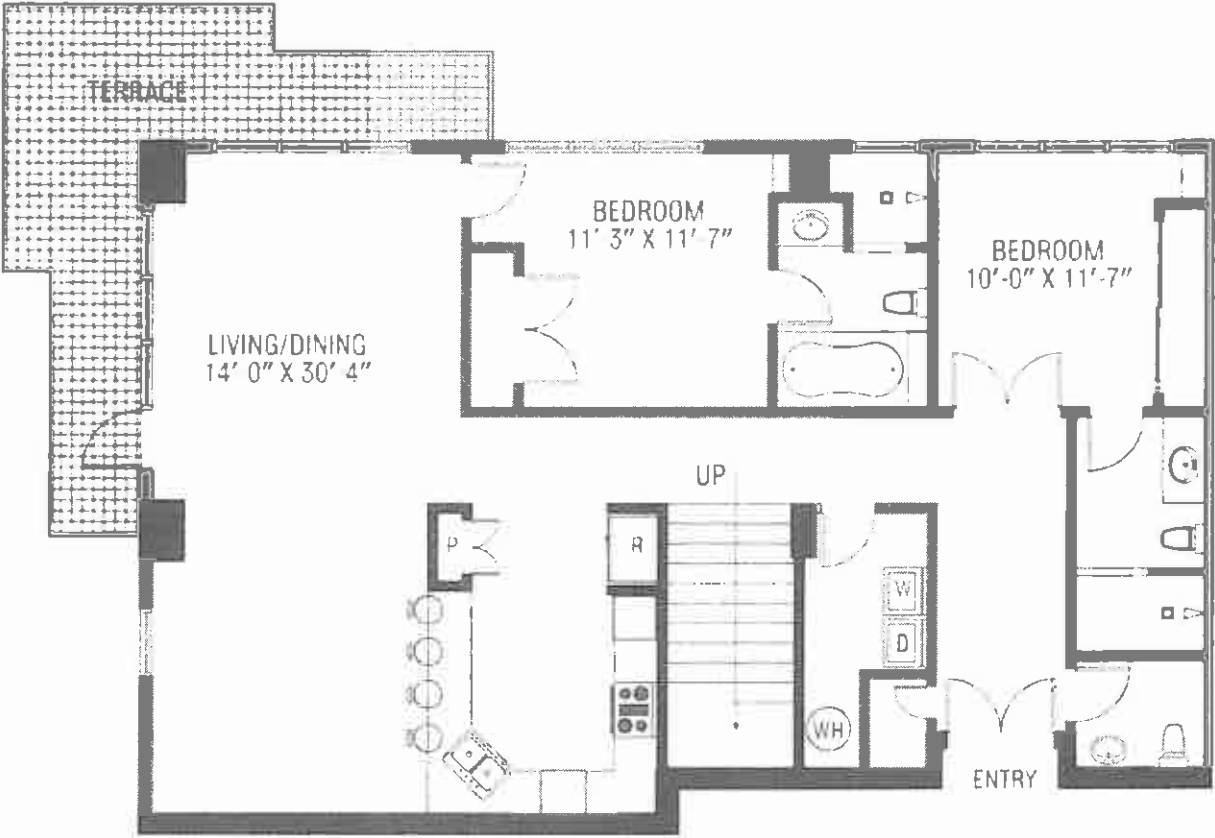 TERRACE
BEDROOM
11' 3" X 11'-7"
BEDROOM
10'-0" X 11'-7"
LIVING/DINING
14' 0" X 30' 4"
UP
P
R
W
D
WH
ENTRY